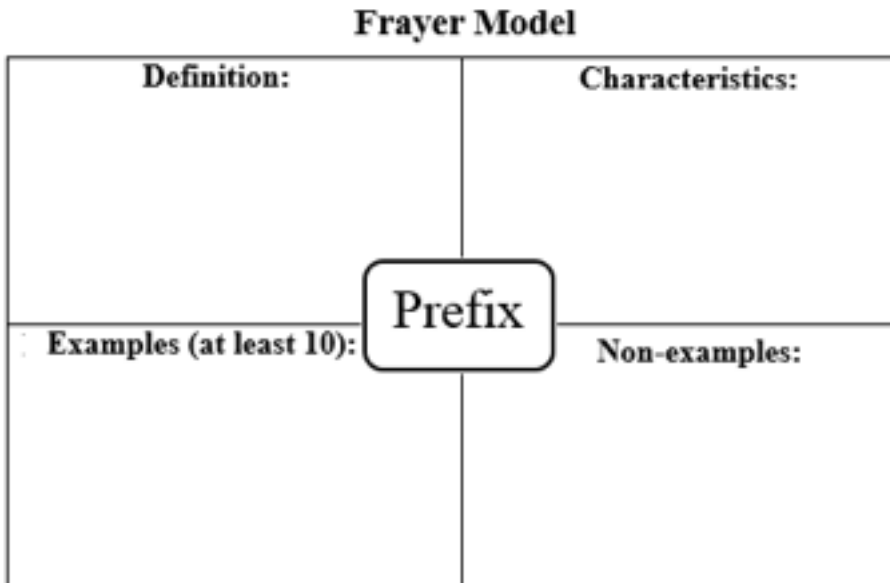 Frayer Model
Definition:
Characteristics:
Prefix
Examples (at least 10):
Non-examples: